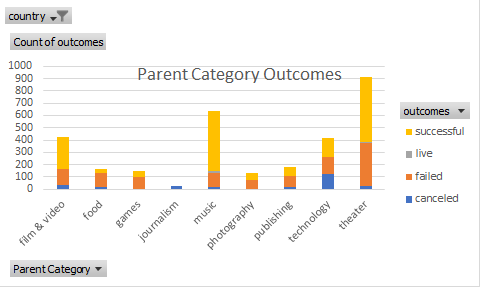 country
Count of outcomes
Parent Category Outcomes
1000
900
800
700
600
500
400
300
200
100
0
film & video
food
games
journalism
music
photography
publishing
technology
theater
outcomes
successful
live
failed
canceled
Parent Category